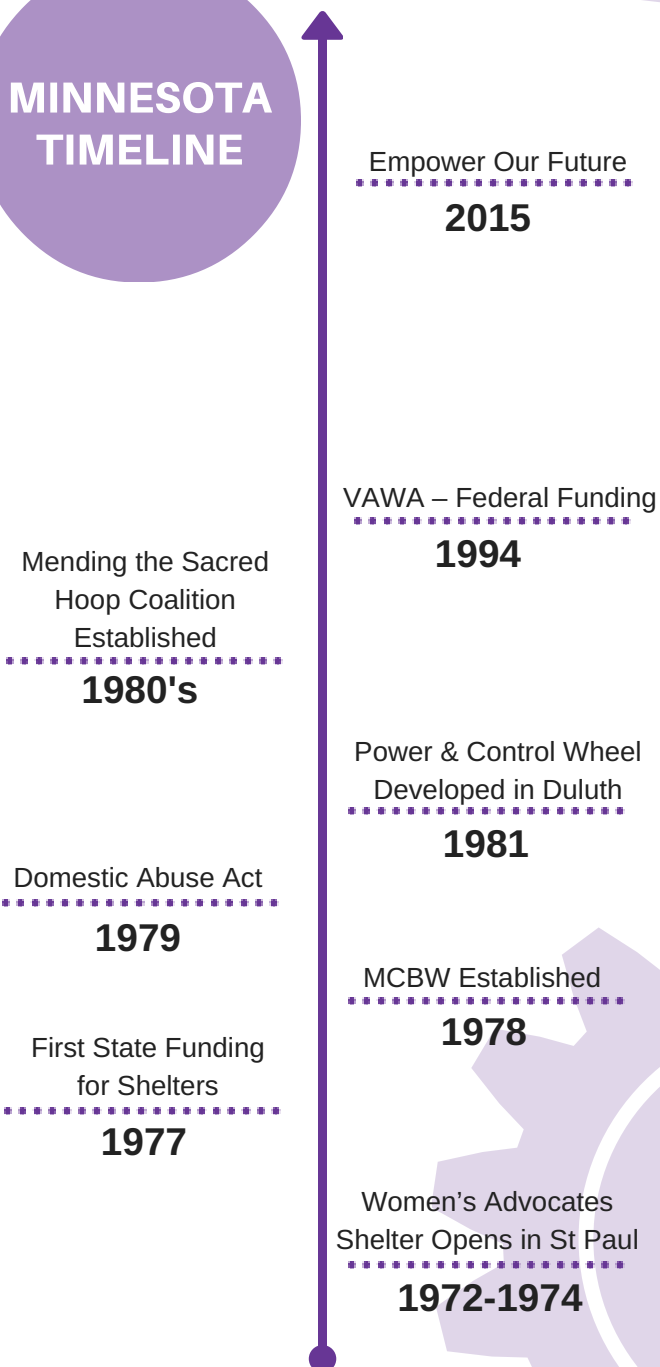 MINNESOTA
TIMELINE
Empower Our Future
2015
VAWA – Federal Funding
1994
Mending the Sacred
Hoop Coalition
Established
1980's
Power & Control Wheel
Developed in Duluth
1981
Domestic Abuse Act
1979
MCBW Established
1978
First State Funding
for Shelters
1977
Women’s Advocates
Shelter Opens in St Paul
1972-1974